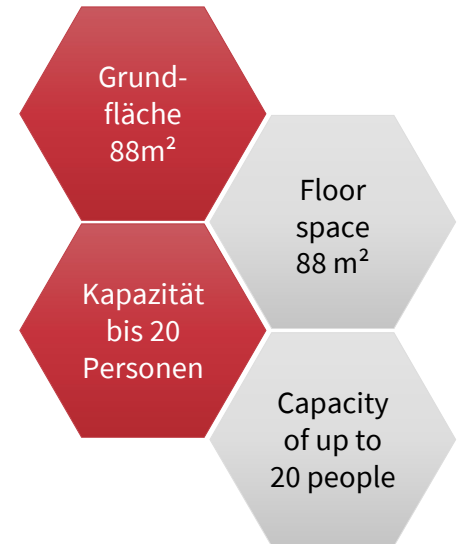 Grund-
fläche
88m²
Floor
space
88 m²
Kapazität
bis 20
Personen
Capacity
of up to
20 people